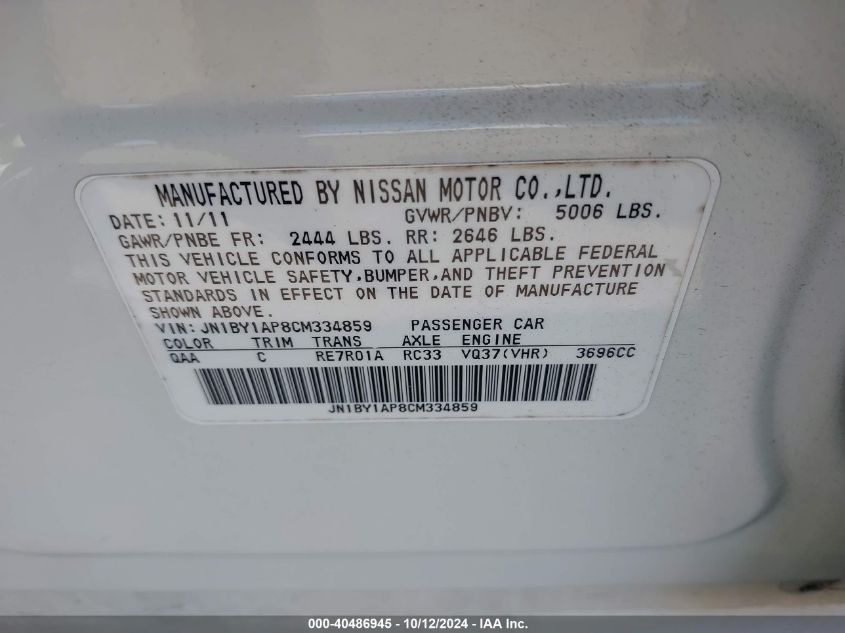 MANUFACTURED BY NISSAN MOTOR CO.,LTD.
DATE: 11/11 GVWR/PNBV: 5006 LBS.
GAWR/PNBE FR: 2444 LBS. RR: 2646 LBS.
THIS VEHICLE CONFORMS TO ALL APPLICABLE FEDERAL
MOTOR VEHICLE SAFETY,BUMPER,AND THEFT PREVENTION
STANDARDS IN EFFECT ON THE DATE OF MANUFACTURE
SHOWN ABOVE.
VIN: JN1BY1AP8CM334859 PASSENGER CAR
COLOR TRIM TRANS AXLE ENGINE
QAA C RE7R01A RC33 VQ37(VHR) 3696CC
JN1BY1AP8CM334859
000-40486945 - 10/12/2024 - IAA Inc.